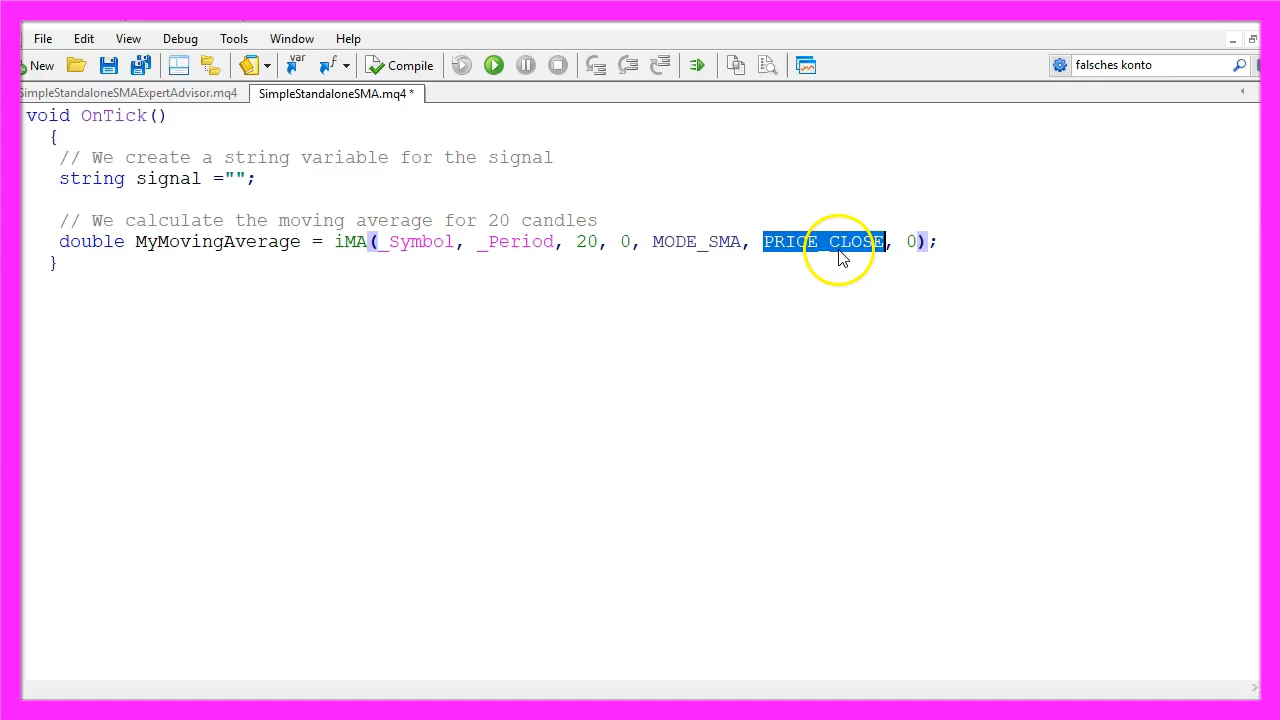 File Edit View Debug Tools Window Help
New var f Compile falsches konto
SimpleStandaloneSMAExpertAdvisor.mq4 SimpleStandaloneSMA.mq4 *
void OnTick()
{
// We create a string variable for the signal
string signal ="";
// We calculate the moving average for 20 candles
double MyMovingAverage = iMA(_Symbol, _Period, 20, 0, MODE_SMA, PRICE_CLOSE, 0);
}